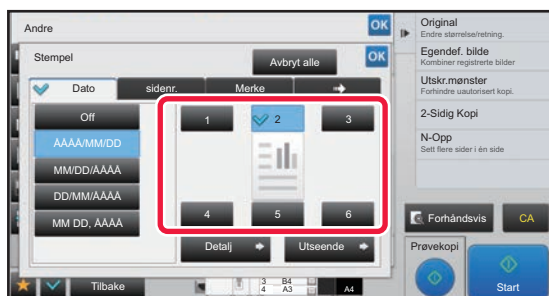 Andre
OK
Stempel
Avbryt alle
OK
Dato
sidenr.
Merke
Off
ÅÅÅÅ/MM/DD
MM/DD/ÅÅÅÅ
DD/MM/ÅÅÅÅ
MM DD, ÅÅÅÅ
1
2
3
4
5
6
Detalj
Utseende
Tilbake
3 B4
4 A3
A4
Original
Endre størrelse/retning.
Egendef. bilde
Kombiner registrerte bilder
Utskr.mønster
Forhindre uautorisert kopi.
2-Sidig Kopi
N-Opp
Sett flere sider i én side
Forhåndsvis
CA
Prøvekopi
Start